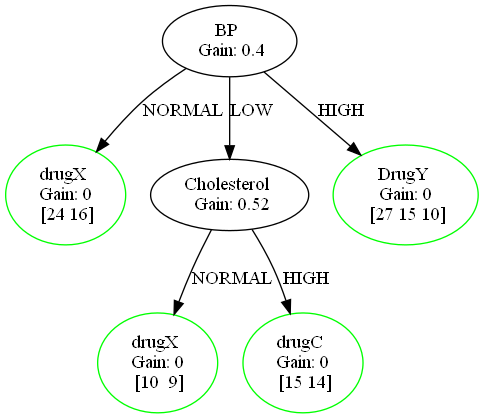 BP
Gain: 0.4
NORMAL
LOW
HIGH
drugX
Gain: 0
[24 16]
Cholesterol
Gain: 0.52
DrugY
Gain: 0
[27 15 10]
NORMAL
HIGH
drugX
Gain: 0
[10  9]
drugC
Gain: 0
[15 14]